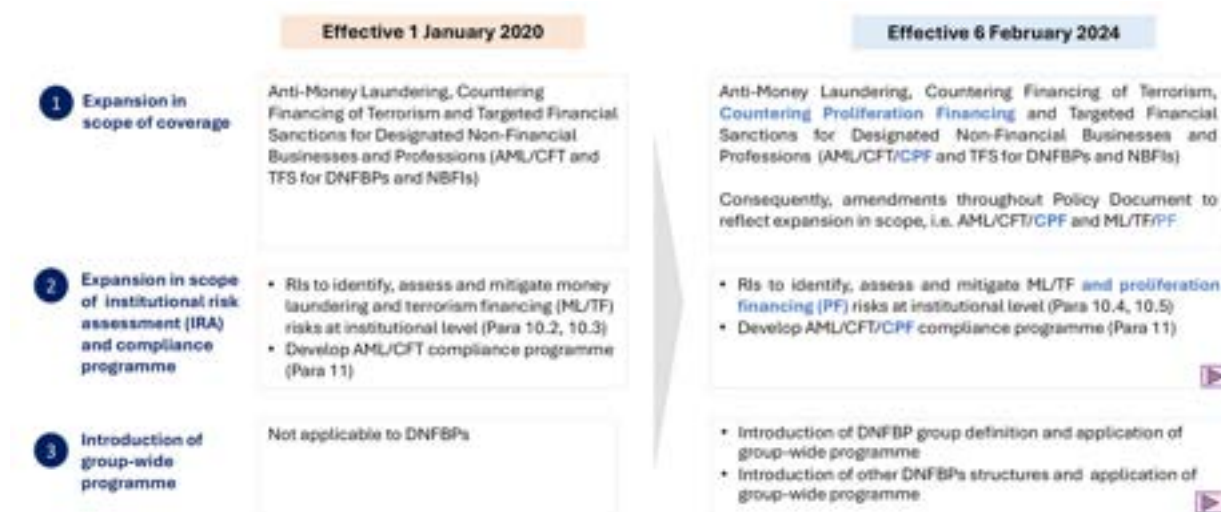 Effective 1 January 2020
Effective 6 February 2024
1
Expansion in
scope of coverage
Anti-Money Laundering, Countering
Financing of Terrorism and Targeted Financial
Sanctions for Designated Non-Financial
Businesses and Professions (AML/CFT and
TFS for DNFBPs and NBFIs)
Anti-Money Laundering, Countering Financing of Terrorism,
Countering Proliferation Financing and Targeted Financial
Sanctions for Designated Non-Financial Businesses and
Professions (AML/CFT/CPF and TFS for DNFBPs and NBFIs)
Consequently, amendments throughout Policy Document to
reflect expansion in scope, i.e. AML/CFT/CPF and ML/TF/PF
2
Expansion in scope
of institutional risk
assessment (IRA)
and compliance
programme
• RIs to identify, assess and mitigate money
laundering and terrorism financing (ML/TF)
risks at institutional level (Para 10.2, 10.3)
• Develop AML/CFT compliance programme
(Para 11)
• RIs to identify, assess and mitigate ML/TF and proliferation
financing (PF) risks at institutional level (Para 10.4, 10.5)
• Develop AML/CFT/CPF compliance programme (Para 11)
3
Introduction of
group-wide
programme
Not applicable to DNFBPs
• Introduction of DNFBP group definition and application of
group-wide programme
• Introduction of other DNFBPs structures and application of
group-wide programme